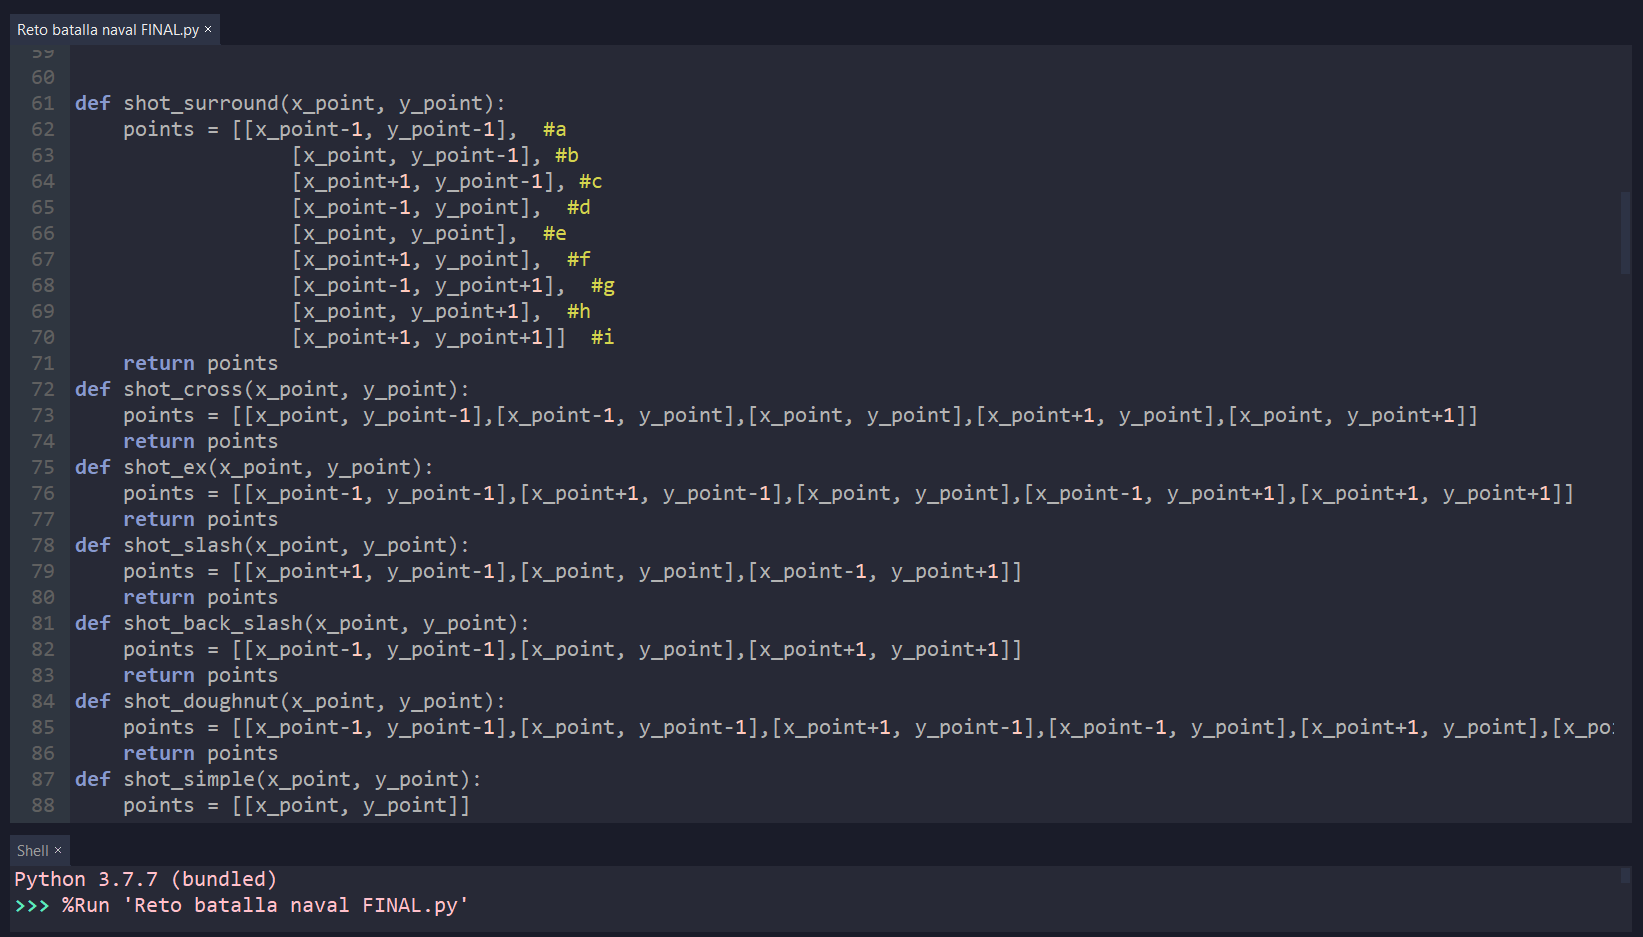 Reto batalla naval FINAL.py ×
59
60
61 def shot_surround(x_point, y_point):
62     points = [[x_point-1, y_point-1],  #a
63                   [x_point, y_point-1], #b
64                   [x_point+1, y_point-1], #c
65                   [x_point-1, y_point],  #d
66                   [x_point, y_point],  #e
67                   [x_point+1, y_point],  #f
68                   [x_point-1, y_point+1],  #g
69                   [x_point, y_point+1],  #h
70                   [x_point+1, y_point+1]]  #i
71     return points
72 def shot_cross(x_point, y_point):
73     points = [[x_point, y_point-1],[x_point-1, y_point],[x_point, y_point],[x_point+1, y_point],[x_point, y_point+1]]
74     return points
75 def shot_ex(x_point, y_point):
76     points = [[x_point-1, y_point-1],[x_point+1, y_point-1],[x_point, y_point],[x_point-1, y_point+1],[x_point+1, y_point+1]]
77     return points
78 def shot_slash(x_point, y_point):
79     points = [[x_point+1, y_point-1],[x_point, y_point],[x_point-1, y_point+1]]
80     return points
81 def shot_back_slash(x_point, y_point):
82     points = [[x_point-1, y_point-1],[x_point, y_point],[x_point+1, y_point+1]]
83     return points
84 def shot_doughnut(x_point, y_point):
85     points = [[x_point-1, y_point-1],[x_point, y_point-1],[x_point+1, y_point-1],[x_point-1, y_point],[x_point+1, y_point],[x_po
86     return points
87 def shot_simple(x_point, y_point):
88     points = [[x_point, y_point]]
Shell ×
Python 3.7.7 (bundled)
>>> %Run 'Reto batalla naval FINAL.py'